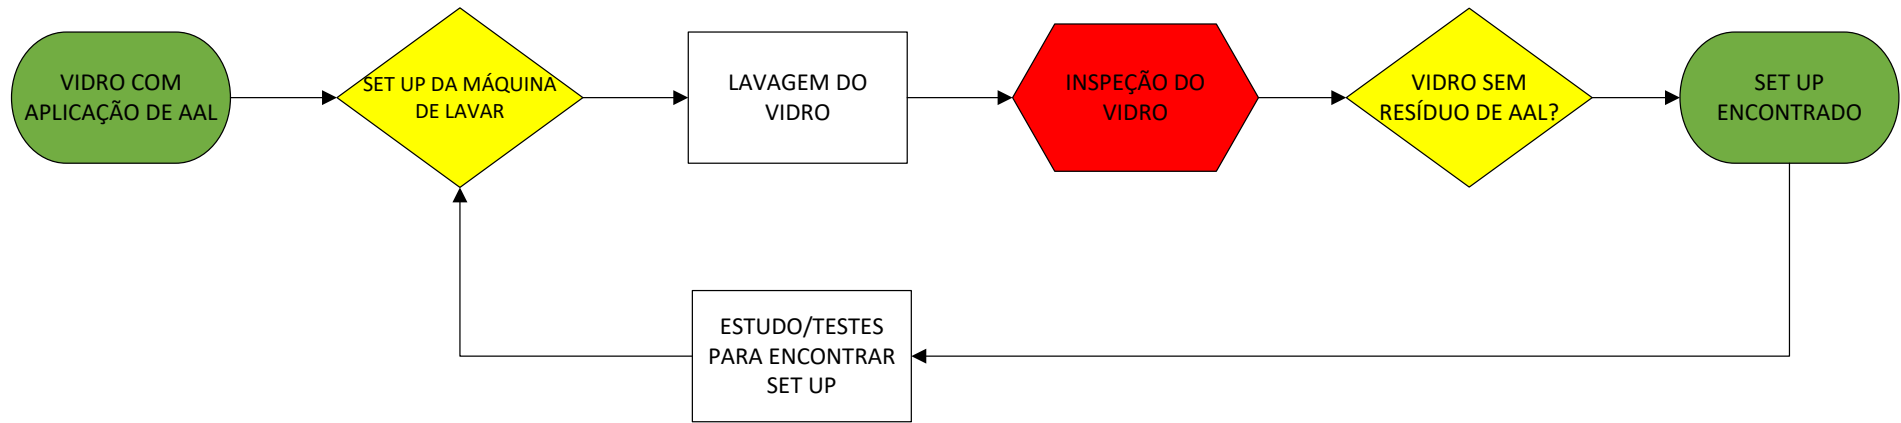 VIDRO COM
APLICAÇÃO DE AAL
SET UP DA MÁQUINA
DE LAVAR
LAVAGEM DO
VIDRO
INSPEÇÃO DO
VIDRO
VIDRO SEM
RESÍDUO DE AAL?
SET UP
ENCONTRADO
ESTUDO/TESTES
PARA ENCONTRAR
SET UP